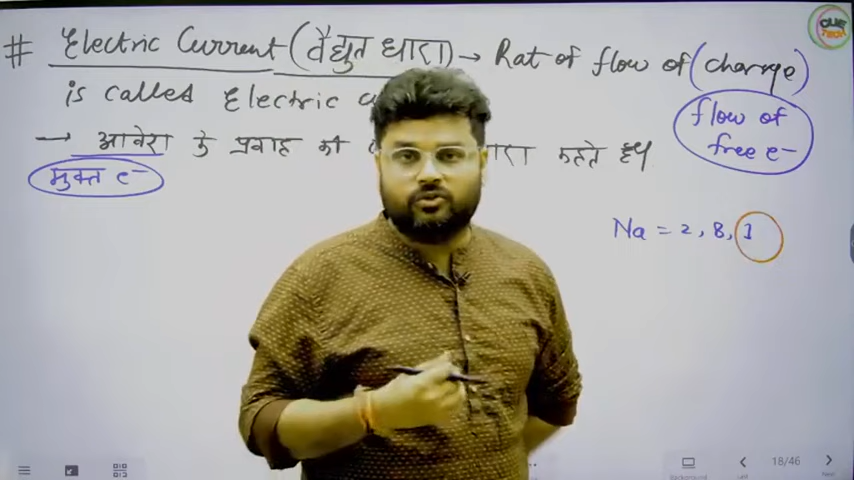 # Electric Current (वैद्युत धारा) → Rat of flow of (charge)
is called Electric
→ आवेश के प्रवाह को धारा कहते हैं।
flow of
free e-
मुक्त e-
Na = 2, 8, 1
18/46